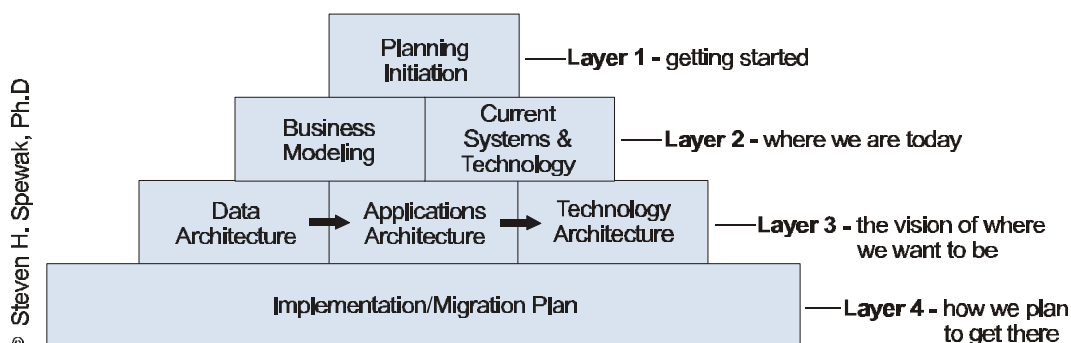 Planning
Initiation
Layer 1 - getting started
Business
Modeling
Current
Systems &
Technology
Layer 2 - where we are today
Data
Architecture
Applications
Architecture
Technology
Architecture
Layer 3 - the vision of where
we want to be
Implementation/Migration Plan
Layer 4 - how we plan
to get there
© Steven H. Spewak, Ph.D